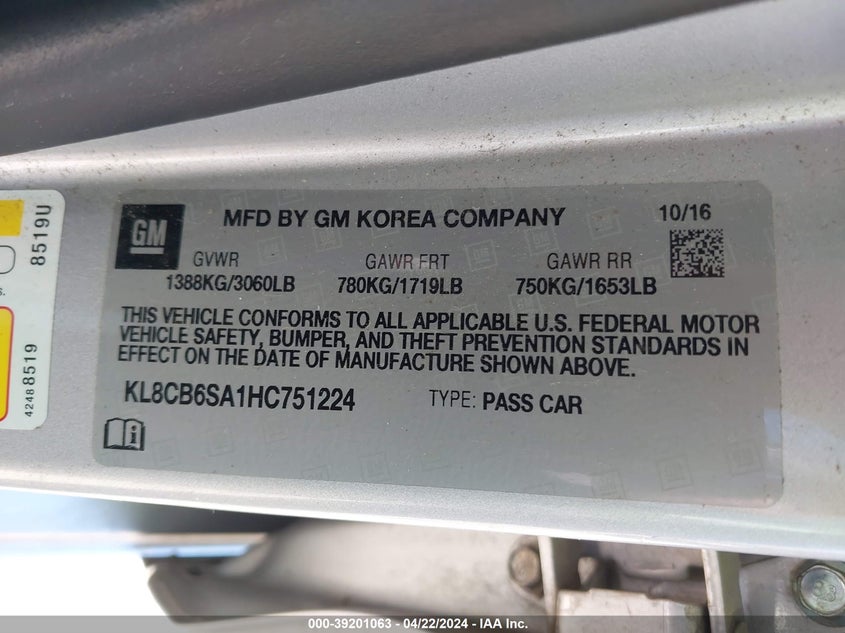 GM
MFD BY GM KOREA COMPANY
10/16
GVWR GAWR FRT GAWR RR
1388KG/3060LB 780KG/1719LB 750KG/1653LB
THIS VEHICLE CONFORMS TO ALL APPLICABLE U.S. FEDERAL MOTOR
VEHICLE SAFETY, BUMPER, AND THEFT PREVENTION STANDARDS IN
EFFECT ON THE DATE OF MANUFACTURE SHOWN ABOVE.
KL8CB6SA1HC751224 TYPE: PASS CAR
8519U
s.
42488519
000-39201063 - 04/22/2024 - IAA Inc.